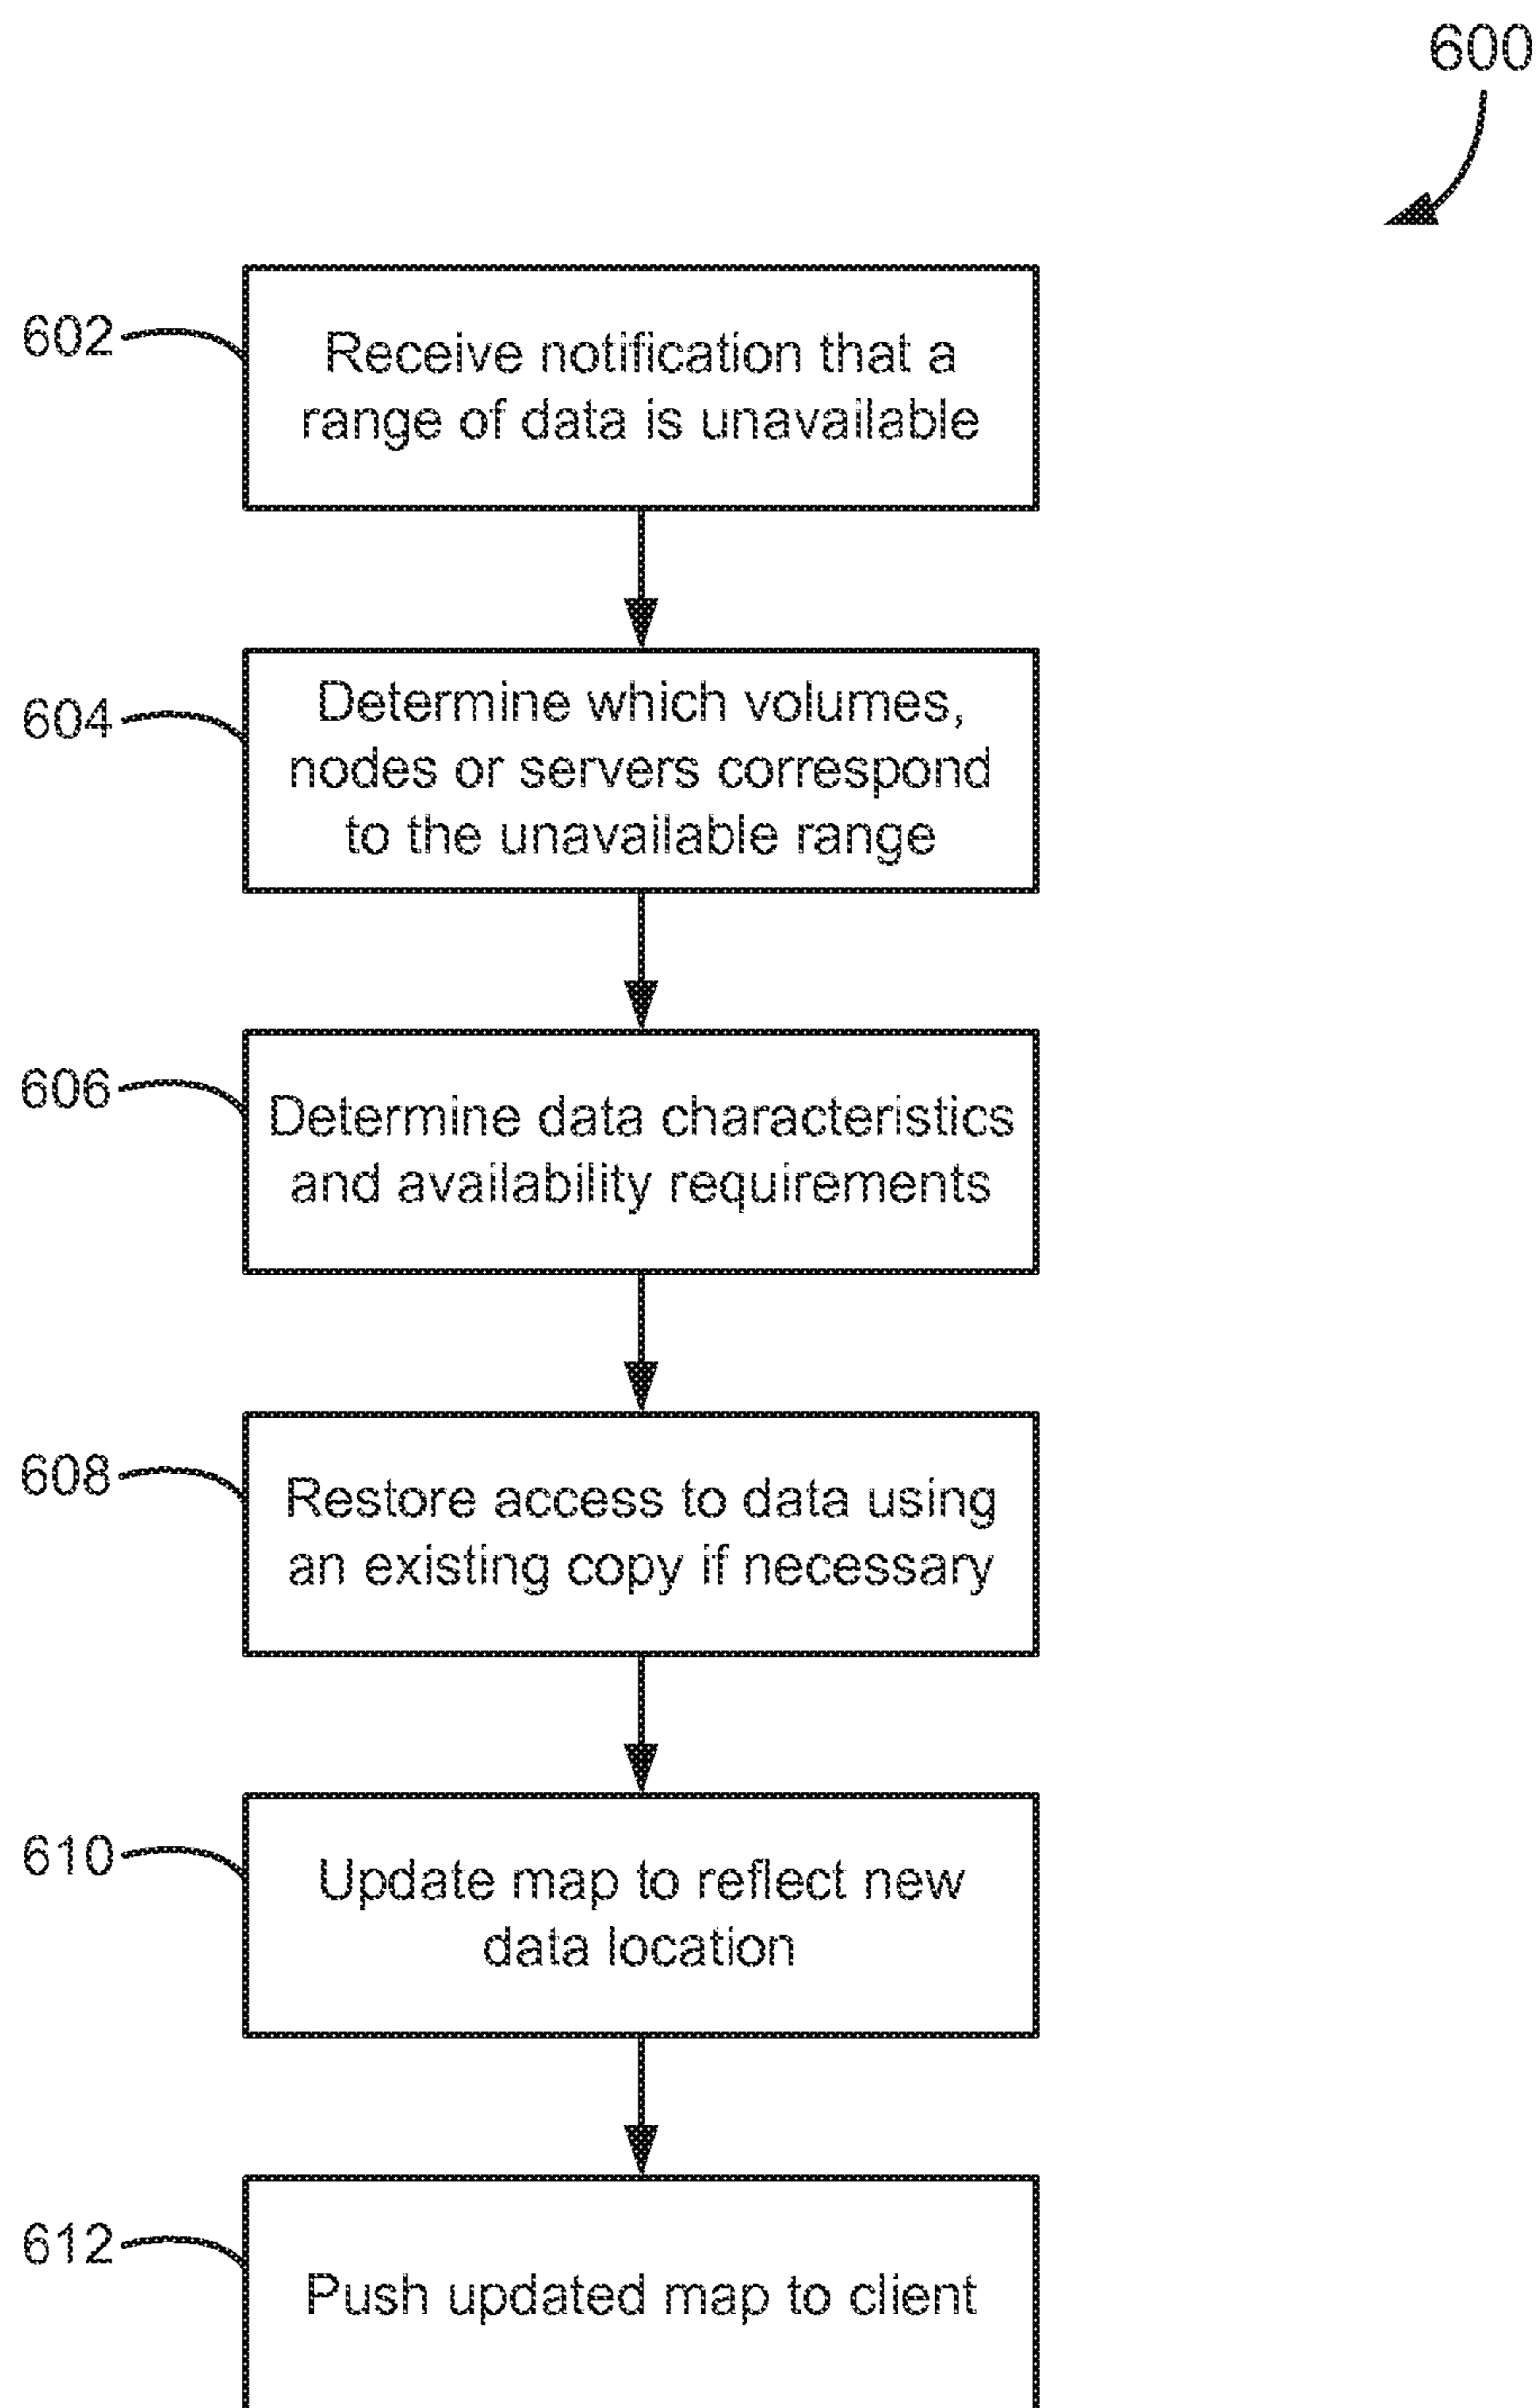 600
602
Receive notification that a
range of data is unavailable
604
Determine which volumes,
nodes or servers correspond
to the unavailable range
606
Determine data characteristics
and availability requirements
608
Restore access to data using
an existing copy if necessary
610
Update map to reflect new
data location
612
Push updated map to client